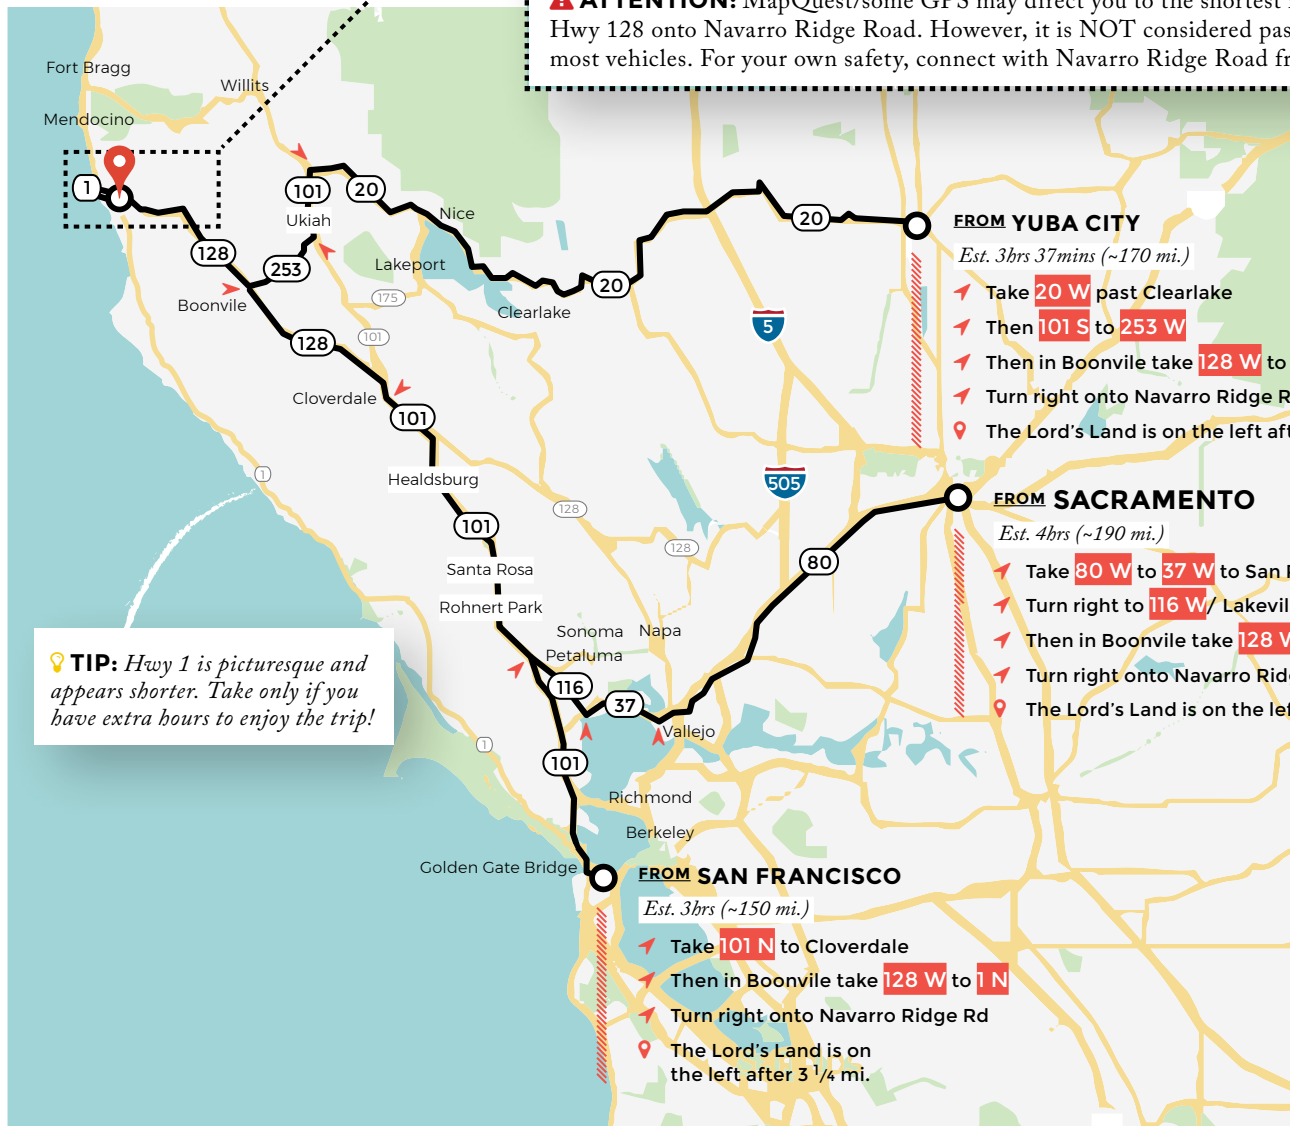 ATTENTION: MapQuest/some GPS may direct you to the shortest
Hwy 128 onto Navarro Ridge Road. However, it is NOT considered pas
most vehicles. For your own safety, connect with Navarro Ridge Road fr
Fort Bragg
Willits
Mendocino
1
101
20
Ukiah
Nice
20
128
253
Lakeport
Boonvile
175
20
Clearlake
5
128
101
Cloverdale
101
Healdsburg
505
1
128
101
128
Santa Rosa
80
Rohnert Park
Sonoma
Napa
Petaluma
116
37
Vallejo
1
101
Richmond
Berkeley
Golden Gate Bridge
FROM YUBA CITY
Est. 3hrs 37mins (~170 mi.)
Take 20 W past Clearlake
Then 101 S to 253 W
Then in Boonvile take 128 W to
Turn right onto Navarro Ridge R
The Lord's Land is on the left aft
FROM SACRAMENTO
Est. 4hrs (~190 mi.)
Take 80 W to 37 W to San
Turn right to 116 W/ Lakevil
Then in Boonvile take 128 W
Turn right onto Navarro Rid
The Lord's Land is on the lef
TIP: Hwy 1 is picturesque and
appears shorter. Take only if you
have extra hours to enjoy the trip!
FROM SAN FRANCISCO
Est. 3hrs (~150 mi.)
Take 101 N to Cloverdale
Then in Boonvile take 128 W to 1 N
Turn right onto Navarro Ridge Rd
The Lord's Land is on
the left after 3 1/4 mi.